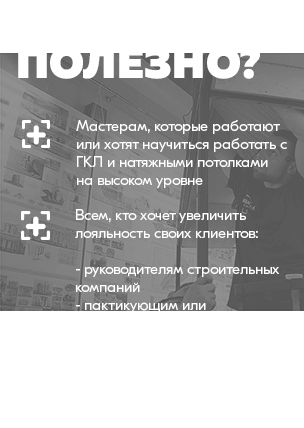 ПОЛЕЗНО?
Мастерам, которые работают
или хотят научиться работать с
ГКЛ и натяжными потолками
на высоком уровне
Всем, кто хочет увеличить
лояльность своих клиентов:
- руководителям строительных
компаний
- пактикующим или